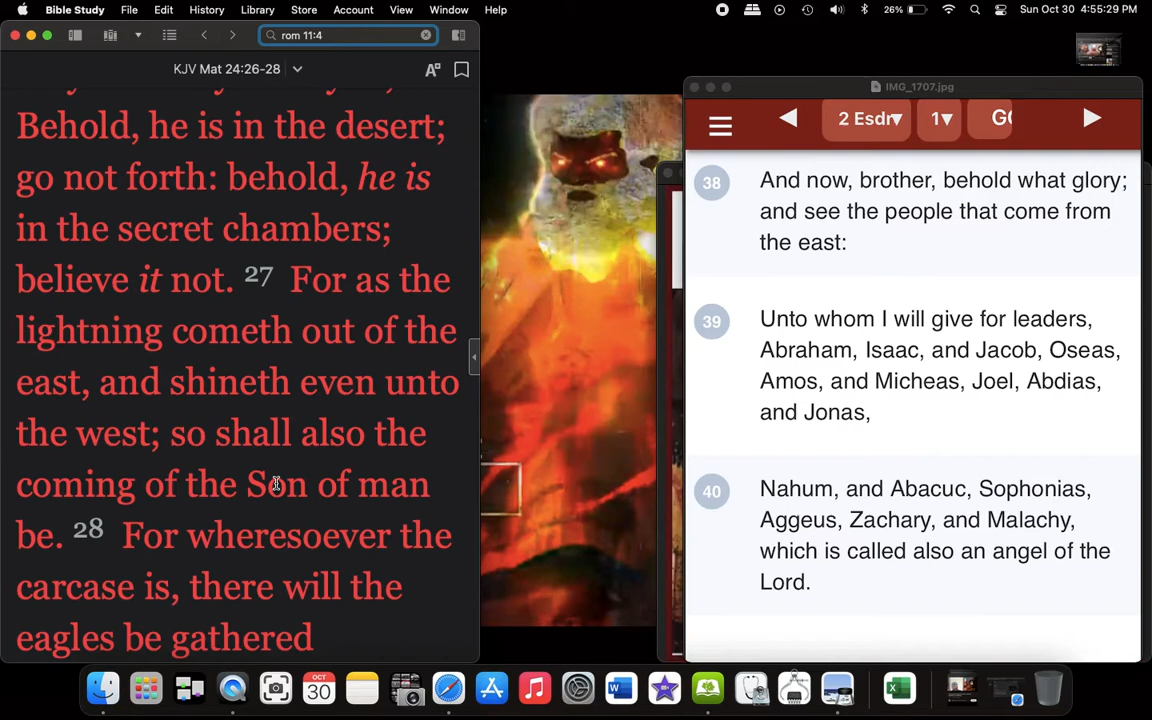 Bible Study File Edit History Library Store Account View Window Help 26% Sun Oct 30 4:55:29 PM
rom 11:4
KJV Mat 24:26-28
Behold, he is in the desert;
go not forth: behold, he is
in the secret chambers;
believe it not. 27 For as the
lightning cometh out of the
east, and shineth even unto
the west; so shall also the
coming of the Son of man
be. 28 For wheresoever the
carcase is, there will the
eagles be gathered
IMG_1707.jpg
2 Esdr 1
38 And now, brother, behold what glory;
and see the people that come from
the east:
39 Unto whom I will give for leaders,
Abraham, Isaac, and Jacob, Oseas,
Amos, and Micheas, Joel, Abdias,
and Jonas,
40 Nahum, and Abacuc, Sophonias,
Aggeus, Zachary, and Malachy,
which is called also an angel of the
Lord.
OCT
30